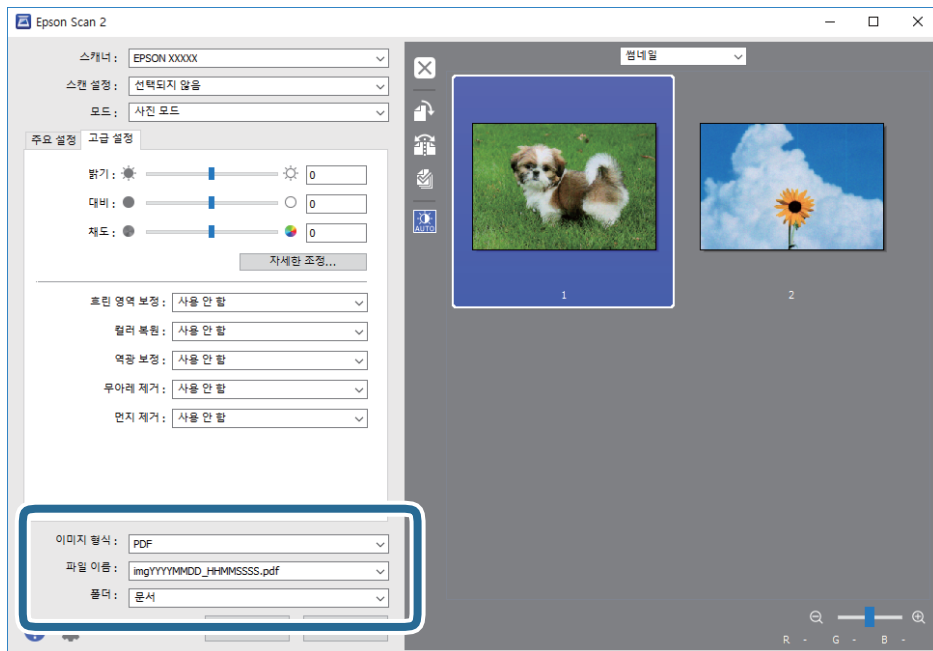 Epson Scan 2
스캐너 : EPSON XXXXX
스캔 설정 : 선택되지 않음
모드 : 사진 모드
주요 설정 고급 설정
밝기 : 0
대비 : 0
채도 : 0
자세한 조정...
흐린 영역 보정 : 사용 안 함
컬러 복원 : 사용 안 함
역광 보정 : 사용 안 함
무아레 제거 : 사용 안 함
먼지 제거 : 사용 안 함
이미지 형식 : PDF
파일 이름 : imgYYYYMMDD_HHMMSSSS.pdf
폴더 : 문서
썸네일
AUTO
1
2
R - G - B -